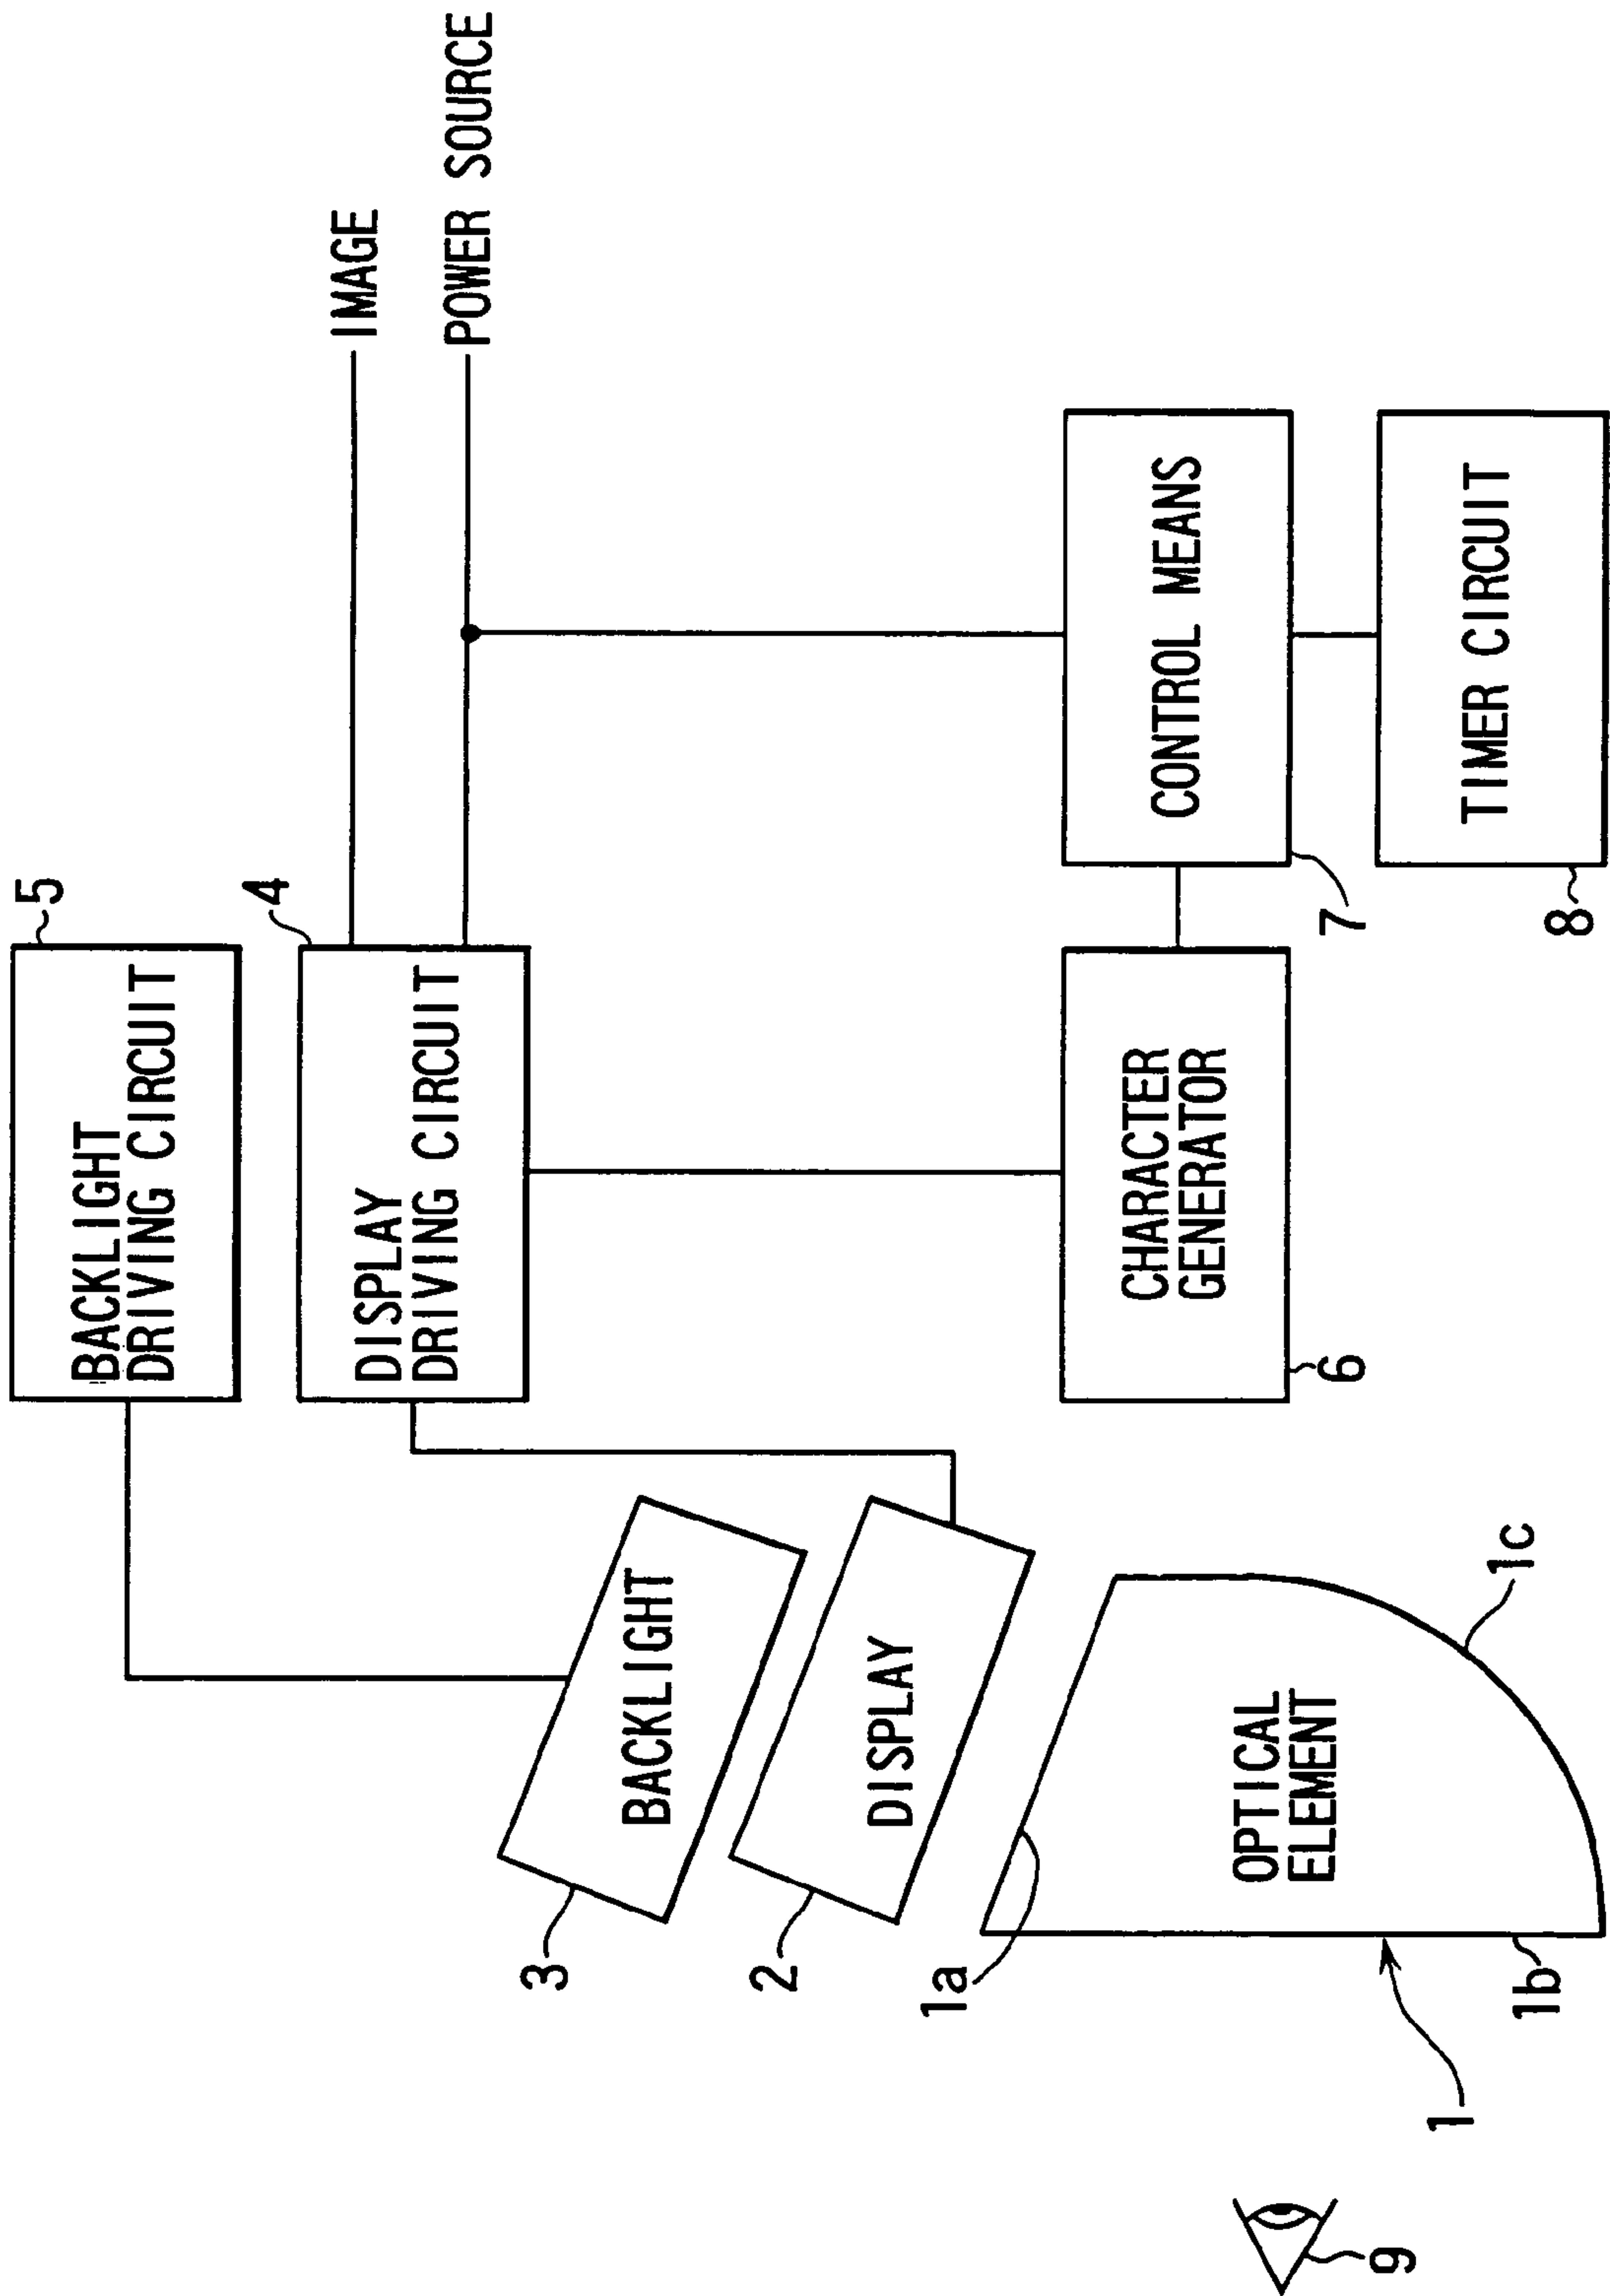 5
BACKLIGHT
DRIVING CIRCUIT
4
DISPLAY
DRIVING CIRCUIT
IMAGE
POWER SOURCE
3
BACKLIGHT
2
DISPLAY
1a
OPTICAL
ELEMENT
1c
1b
1
9
CHARACTER
GENERATOR
6
CONTROL MEANS
7
TIMER CIRCUIT
8